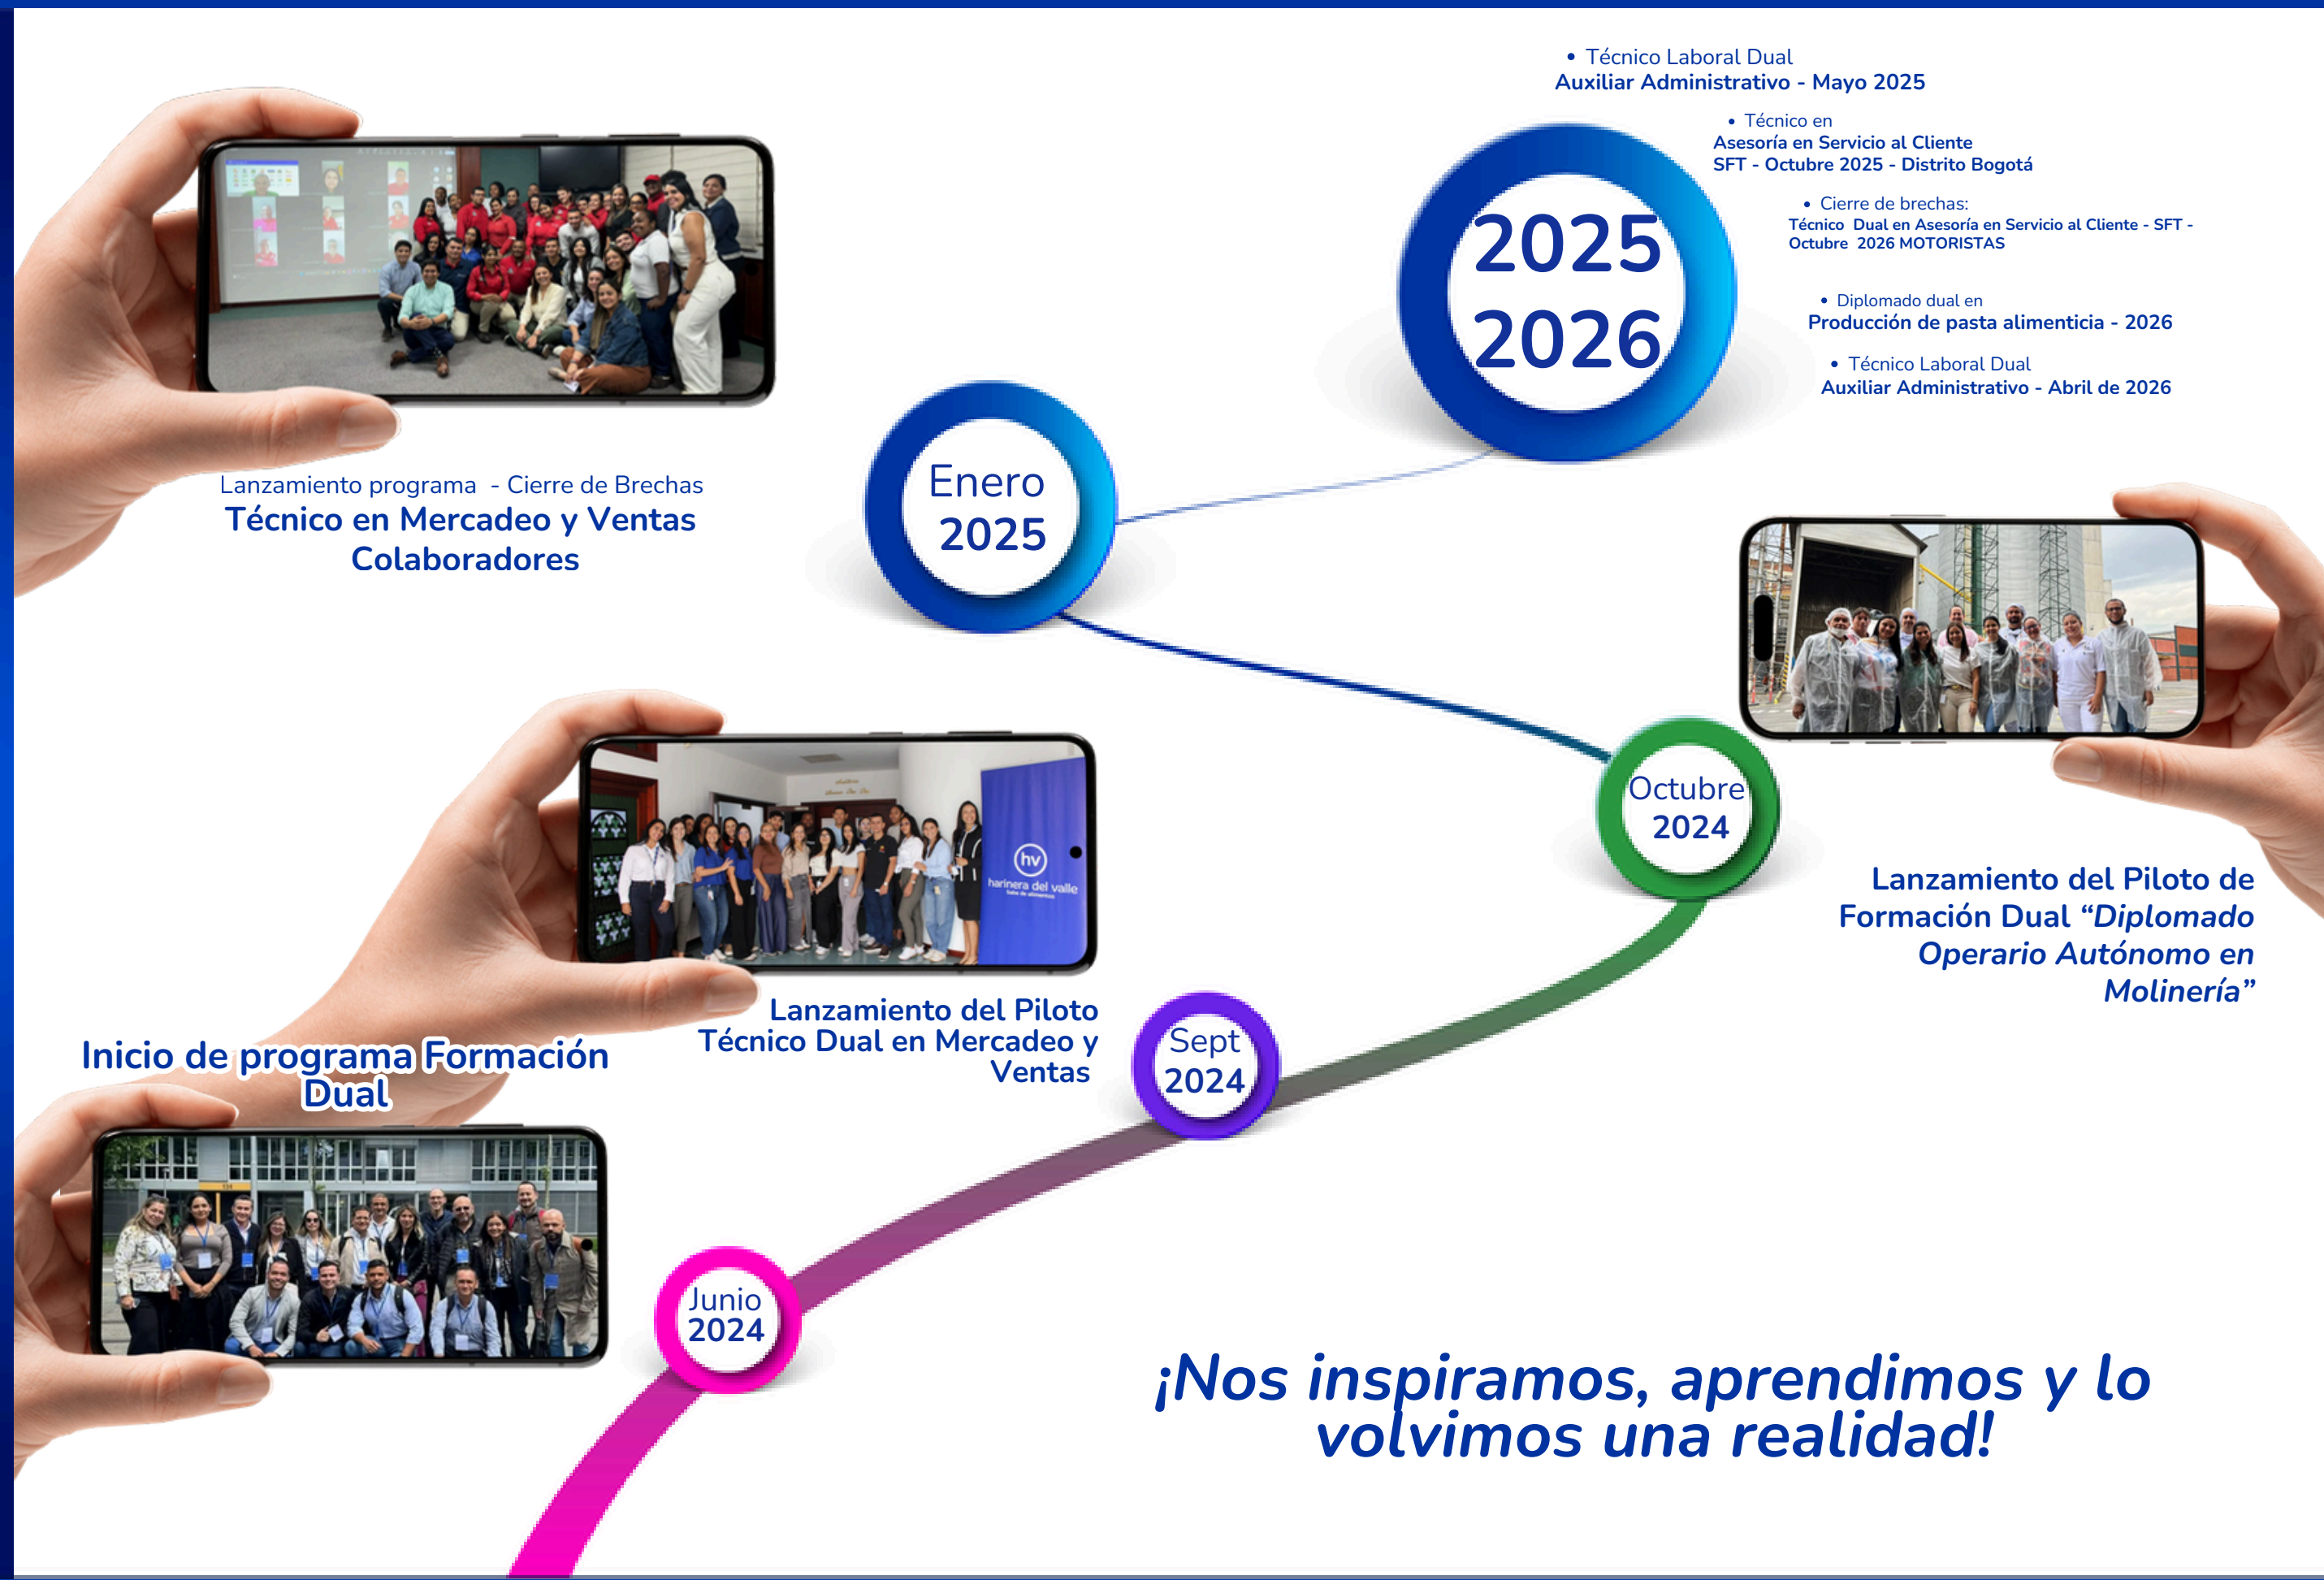 • Técnico Laboral Dual
Auxiliar Administrativo - Mayo 2025
• Técnico en
Asesoría en Servicio al Cliente
SFT - Octubre 2025 - Distrito Bogotá
• Cierre de brechas:
Técnico Dual en Asesoría en Servicio al Cliente - SFT -
Octubre 2026 MOTORISTAS
• Diplomado dual en
Producción de pasta alimenticia - 2026
• Técnico Laboral Dual
Auxiliar Administrativo - Abril de 2026
2025
2026
Enero
2025
Lanzamiento programa - Cierre de Brechas
Técnico en Mercadeo y Ventas
Colaboradores
Octubre
2024
Lanzamiento del Piloto de
Formación Dual “Diplomado
Operario Autónomo en
Molinería”
hv
harinera del valle
Lanzamiento del Piloto
Técnico Dual en Mercadeo y
Ventas
Sept
2024
Inicio de programa Formación
Dual
134
Junio
2024
¡Nos inspiramos, aprendimos y lo
volvimos una realidad!